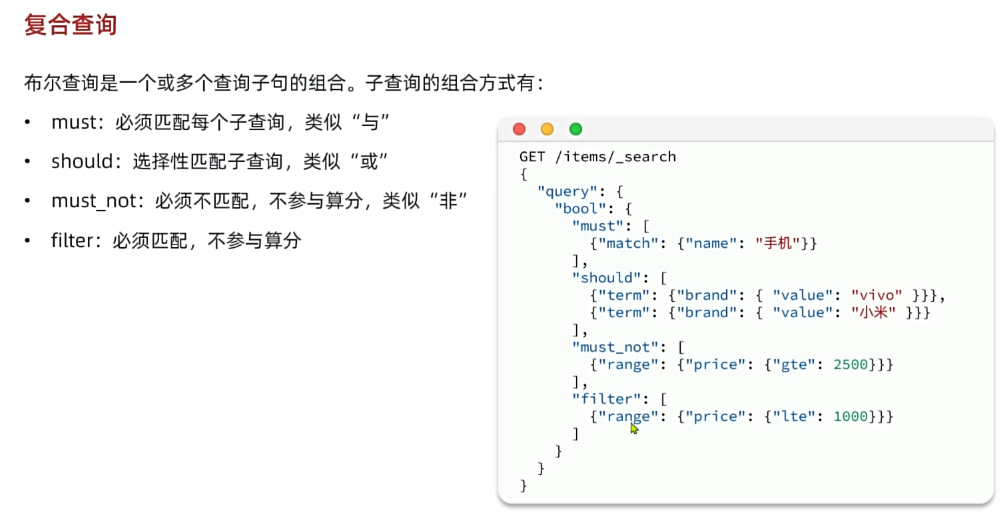 复合查询
布尔查询是一个或多个查询子句的组合。子查询的组合方式有：
• must：必须匹配每个子查询，类似“与”
• should：选择性匹配子查询，类似“或”
• must_not：必须不匹配，不参与算分，类似“非”
• filter：必须匹配，不参与算分
GET /items/_search
{
  "query": {
    "bool": {
      "must": [
        {"match": {"name": "手机"}}
      ],
      "should": [
        {"term": {"brand": { "value": "vivo" }}},
        {"term": {"brand": { "value": "小米" }}}
      ],
      "must_not": [
        {"range": {"price": {"gte": 2500}}}
      ],
      "filter": [
        {"range": {"price": {"lte": 1000}}}
      ]
    }
  }
}